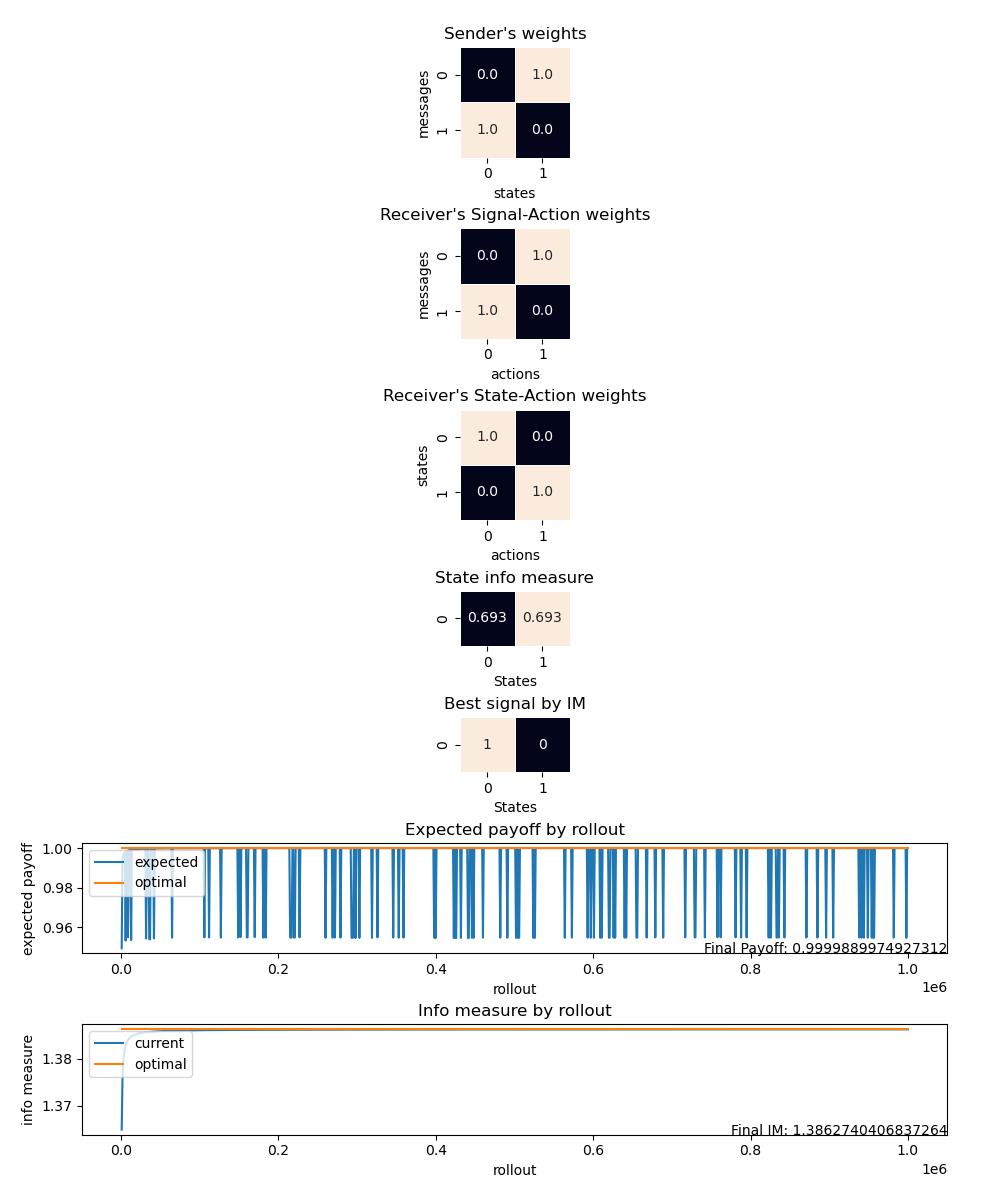 Sender's weights
messages
0
0.0 1.0
1
1.0 0.0
0 1
states
Receiver's Signal-Action weights
messages
0
0.0 1.0
1
1.0 0.0
0 1
actions
Receiver's State-Action weights
states
0
1.0 0.0
1
0.0 1.0
0 1
actions
State info measure
0
0.693 0.693
0 1
States
Best signal by IM
0
1 0
0 1
States
Expected payoff by rollout
expected payoff
1.00
0.98
0.96
expected
optimal
Final Payoff: 0.9999889974927312
0.0 0.2 0.4 0.6 0.8 1.0
1e6
rollout
Info measure by rollout
info measure
1.38
1.37
current
optimal
Final IM: 1.3862740406837264
0.0 0.2 0.4 0.6 0.8 1.0
1e6
rollout